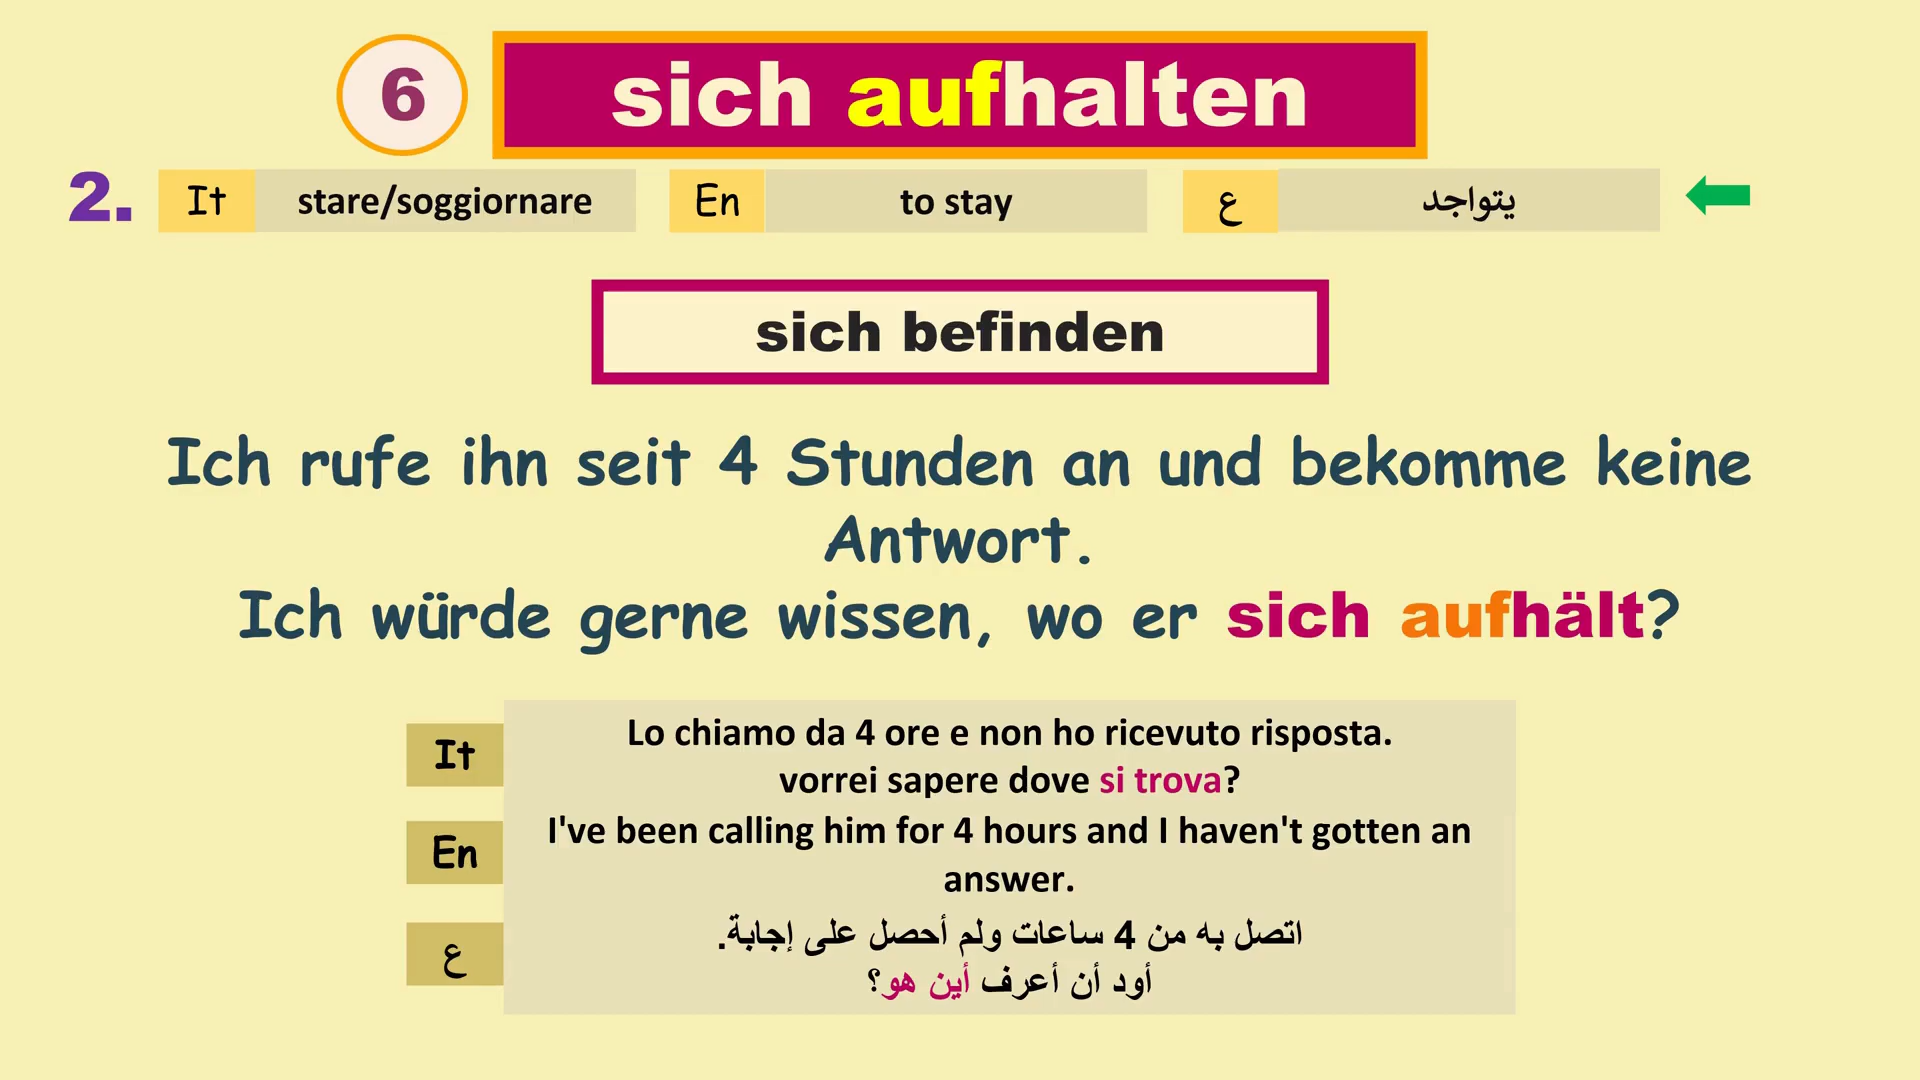 6
sich aufhalten
2.
It
stare/soggiornare
En
to stay
ع
يتواجد
sich befinden
Ich rufe ihn seit 4 Stunden an und bekomme keine
Antwort.
Ich würde gerne wissen, wo er sich aufhält?
It
Lo chiamo da 4 ore e non ho ricevuto risposta.
vorrei sapere dove si trova?
En
I've been calling him for 4 hours and I haven't gotten an
answer.
ع
اتصل به من 4 ساعات ولم أحصل على إجابة.
أود أن أعرف أين هو؟